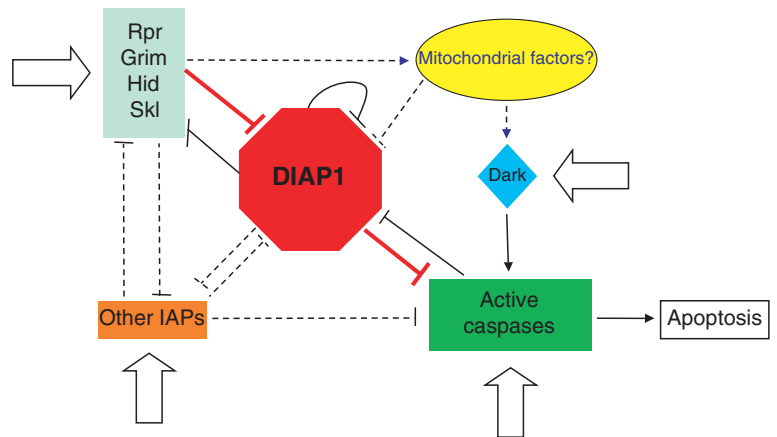 Rpr
Grim
Hid
Skl
Mitochondrial factors?
DIAP1
Dark
Other IAPs
Active
caspases
Apoptosis